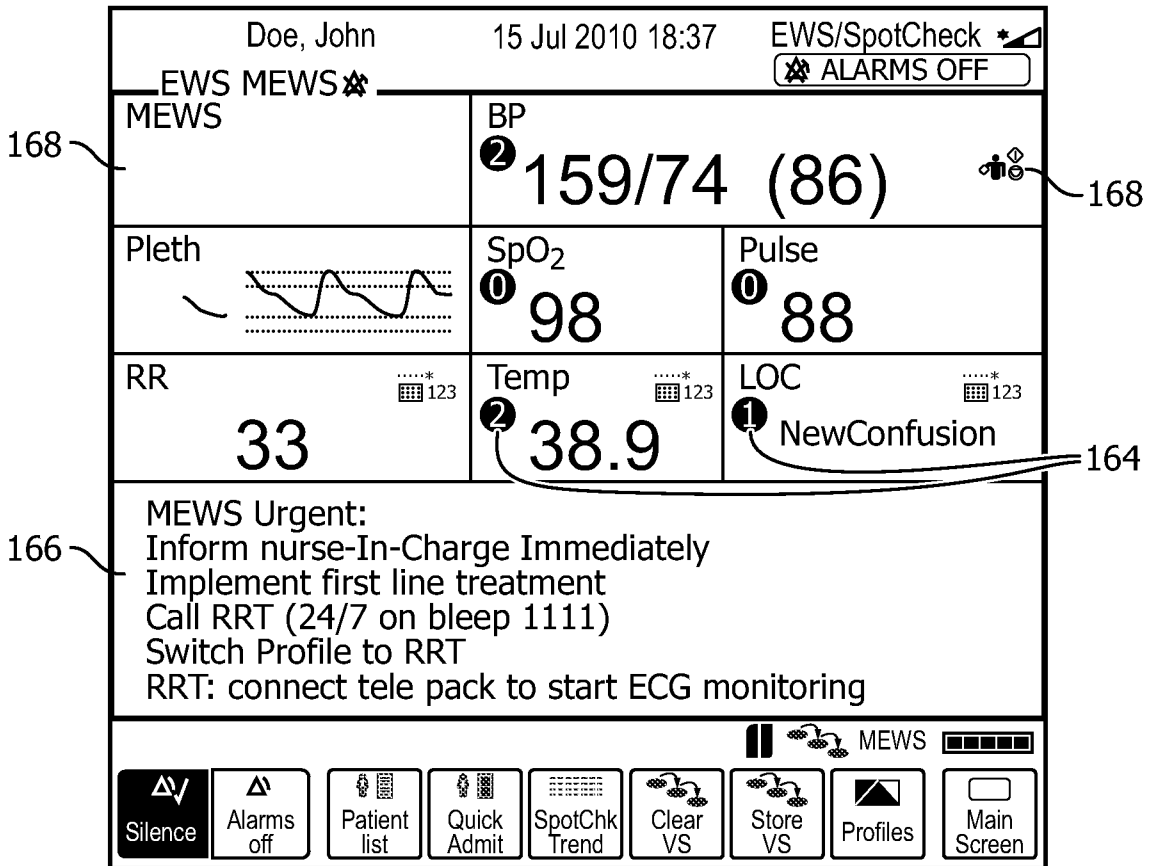 Doe, John 15 Jul 2010 18:37 EWS/SpotCheck *
ALARMS OFF
EWS MEWS
MEWS
BP
2 159/74 (86)
168
168
Pleth
SpO2
0 98
Pulse
0 88
RR
.....*
123
33
Temp
.....*
123
2 38.9
LOC
.....*
123
1 NewConfusion
164
166
MEWS Urgent:
Inform nurse-In-Charge Immediately
Implement first line treatment
Call RRT (24/7 on bleep 1111)
Switch Profile to RRT
RRT: connect tele pack to start ECG monitoring
MEWS
Silence
Alarms
off
Patient
list
Quick
Admit
SpotChk
Trend
Clear
VS
Store
VS
Profiles
Main
Screen